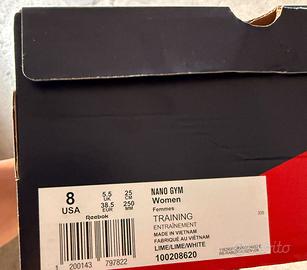 8
USA
5.5
UK
38.5
EUR
25
CM
250
MM
Reebok
NANO GYM
Women
Femmes
TRAINING
ENTRAÎNEMENT
MADE IN VIETNAM
FABRIQUÉ AU VIÊTNAM
LIME/LIME/WHITE
100208620
1 200143 797822